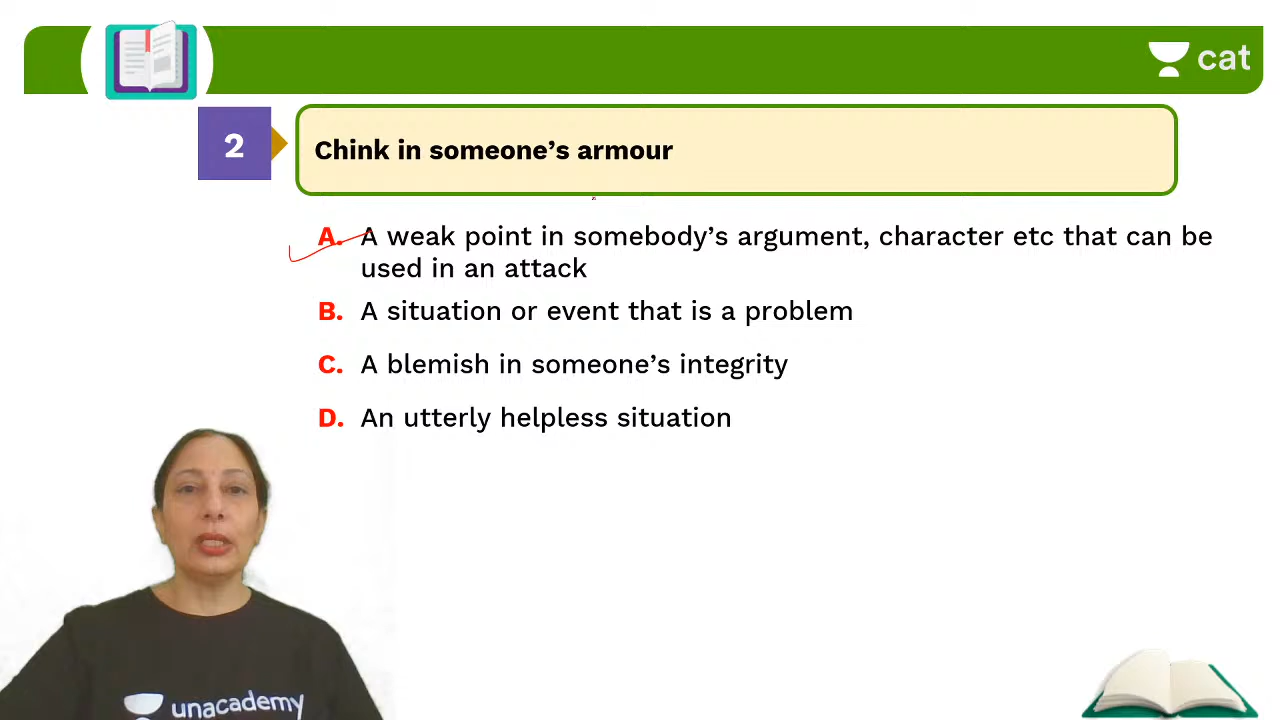 cat
2
Chink in someone’s armour
A. A weak point in somebody’s argument, character etc that can be
used in an attack
B. A situation or event that is a problem
C. A blemish in someone’s integrity
D. An utterly helpless situation
unacademy